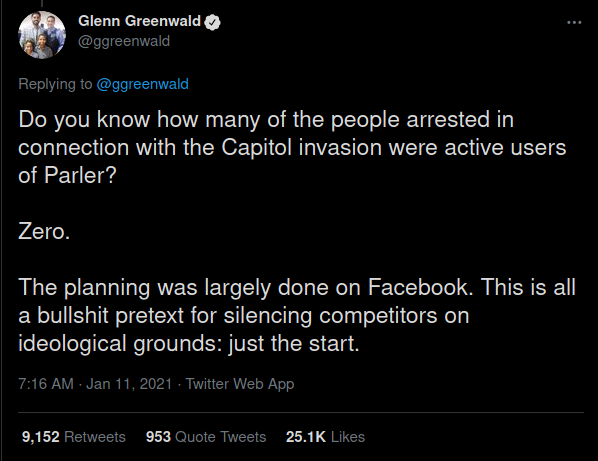 Glenn Greenwald
@ggreenwald
Replying to @ggreenwald
Do you know how many of the people arrested in
connection with the Capitol invasion were active users
of Parler?
Zero.
The planning was largely done on Facebook. This is all
a bullshit pretext for silencing competitors on
ideological grounds: just the start.
7:16 AM · Jan 11, 2021 · Twitter Web App
9,152 Retweets 953 Quote Tweets 25.1K Likes